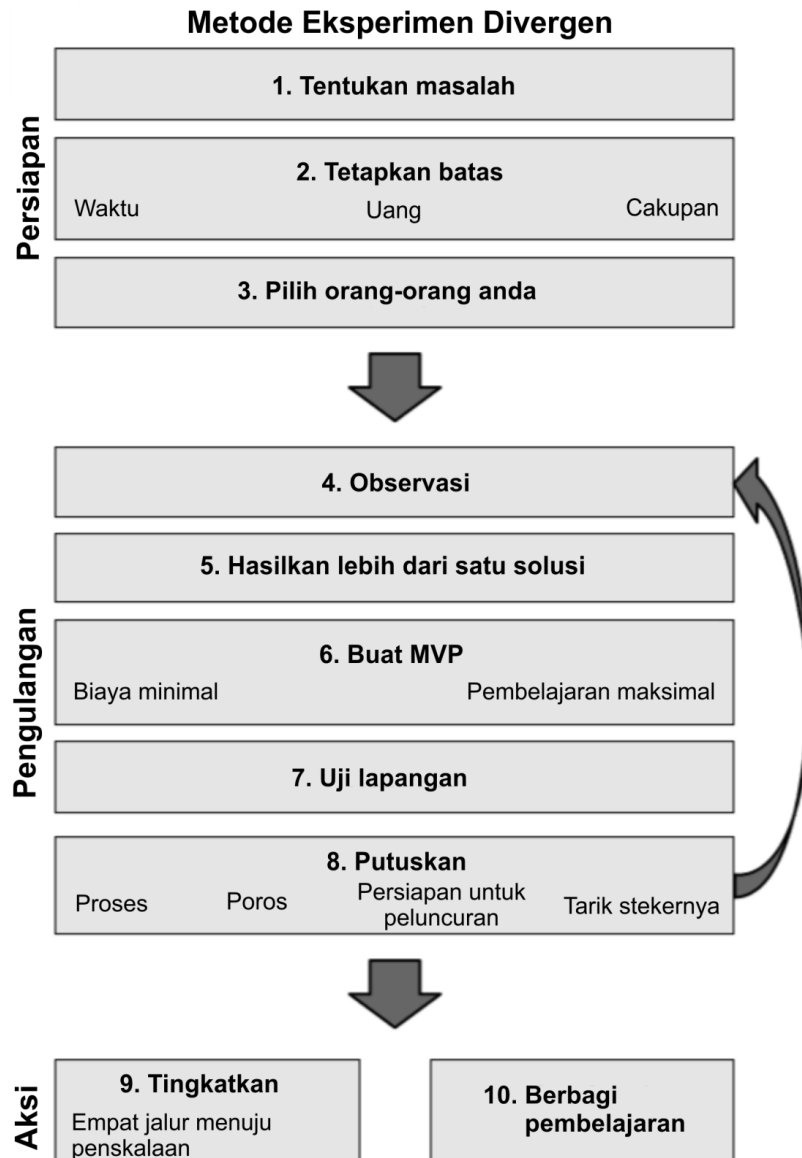 Metode Eksperimen Divergen
Persiapan
1. Tentukan masalah
2. Tetapkan batas
Waktu
Uang
Cakupan
3. Pilih orang-orang anda
Pengulangan
4. Observasi
5. Hasilkan lebih dari satu solusi
6. Buat MVP
Biaya minimal
Pembelajaran maksimal
7. Uji lapangan
8. Putuskan
Proses
Poros
Persiapan untuk
peluncuran
Tarik stekernya
Aksi
9. Tingkatkan
Empat jalur menuju
penskalaan
10. Berbagi
pembelajaran